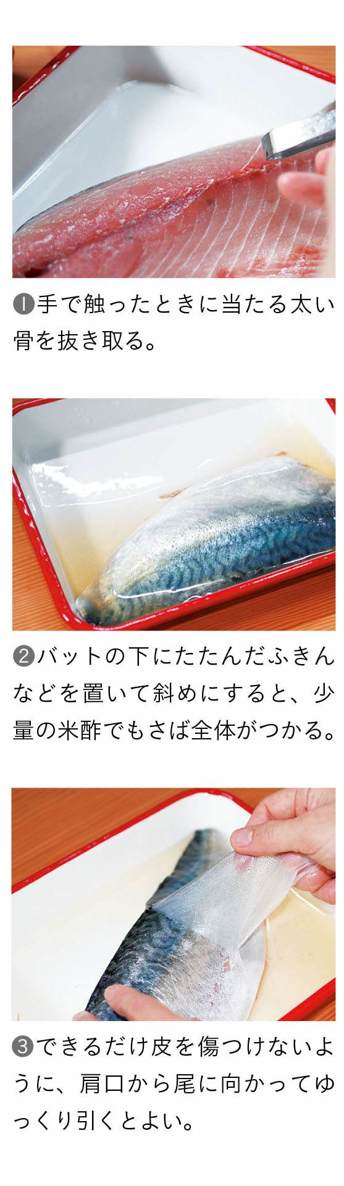 ❶手で触ったときに当たる太い
骨を抜き取る。
❷バットの下にたたんだふきん
などを置いて斜めにすると、少
量の米酢でもさば全体がつかる。
❸できるだけ皮を傷つけないよ
うに、肩口から尾に向かってゆ
っくり引くとよい。